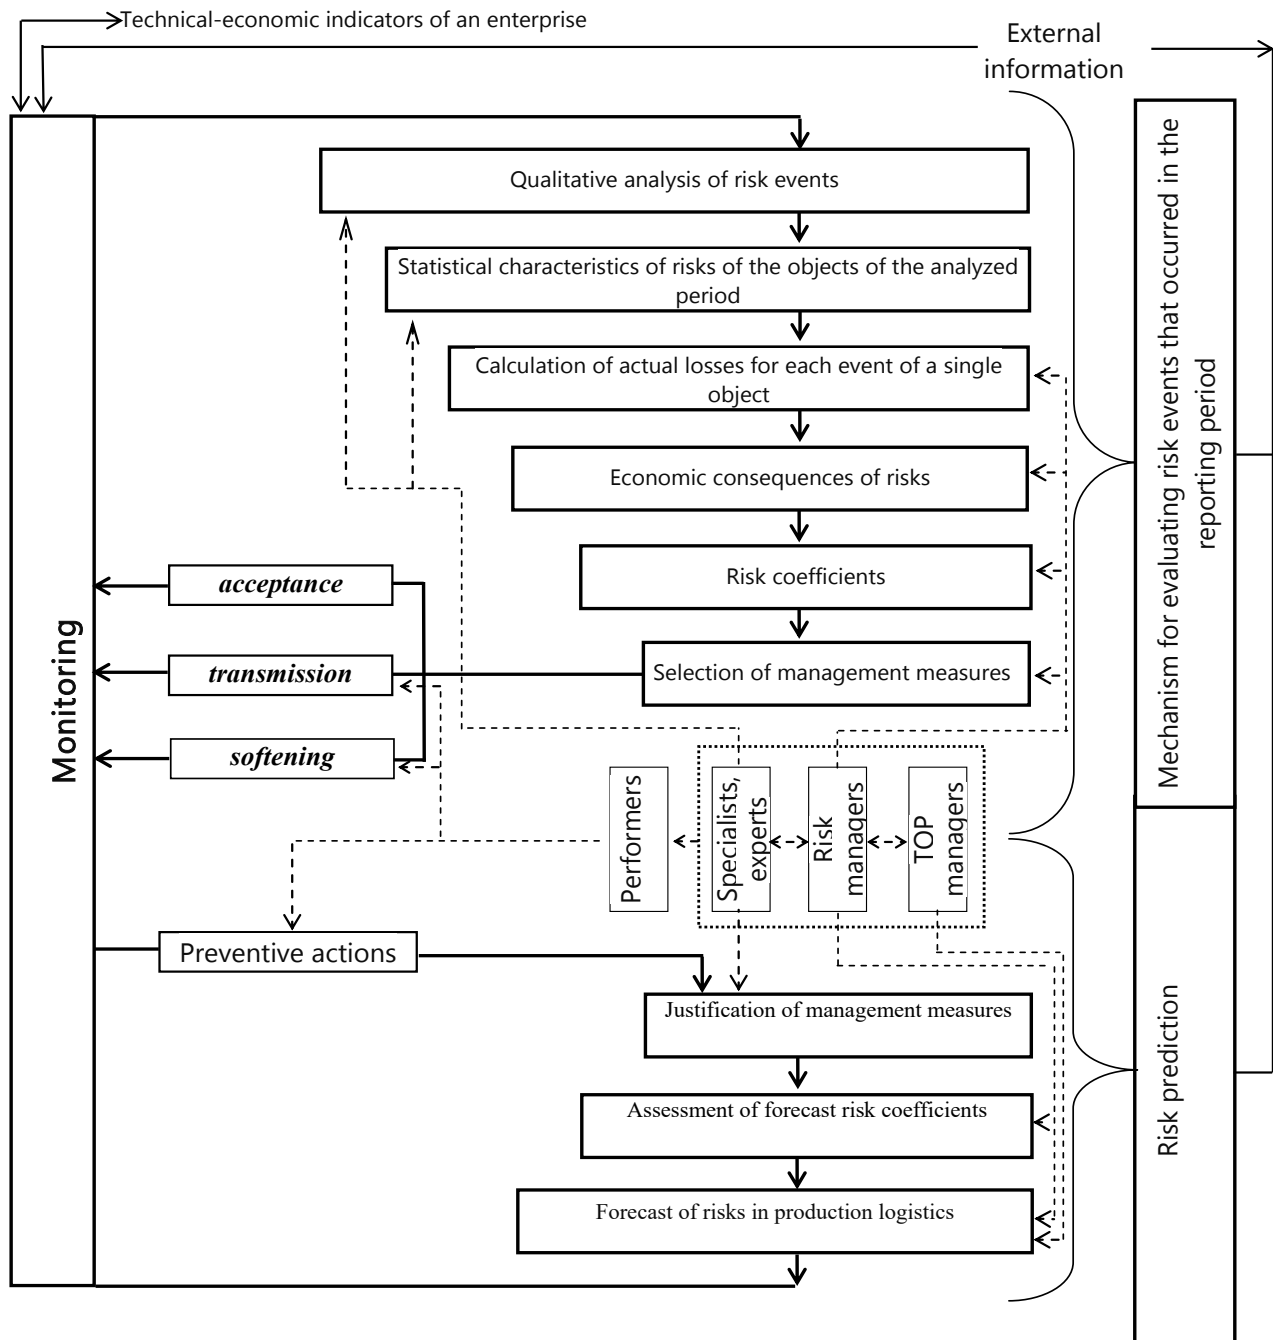 Technical-economic indicators of an enterprise
External
information
Qualitative analysis of risk events
Statistical characteristics of risks of the objects of the analyzed
period
Calculation of actual losses for each event of a single
object
Economic consequences of risks
Risk coefficients
Selection of management measures
acceptance
transmission
softening
Monitoring
Mechanism for evaluating risk events that occurred in the
reporting period
Performers
Specialists,
experts
Risk
managers
TOP
managers
Preventive actions
Justification of management measures
Assessment of forecast risk coefficients
Forecast of risks in production logistics
Risk prediction